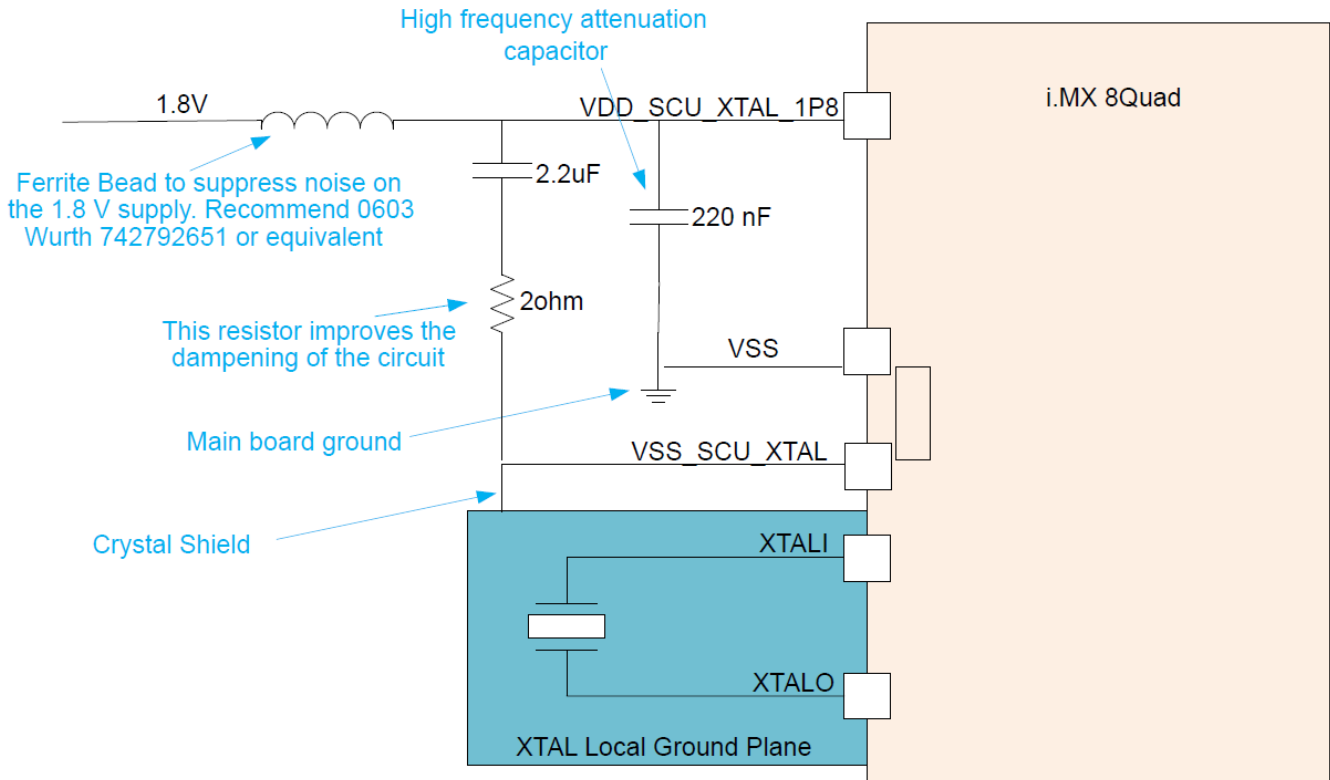 High frequency attenuation
capacitor
i.MX 8Quad
1.8V
VDD_SCU_XTAL_1P8
2.2uF
Ferrite Bead to suppress noise on
the 1.8 V supply. Recommend 0603
Wurth 742792651 or equivalent
220 nF
2ohm
This resistor improves the
dampening of the circuit
VSS
Main board ground
VSS_SCU_XTAL
Crystal Shield
XTALI
XTALO
XTAL Local Ground Plane